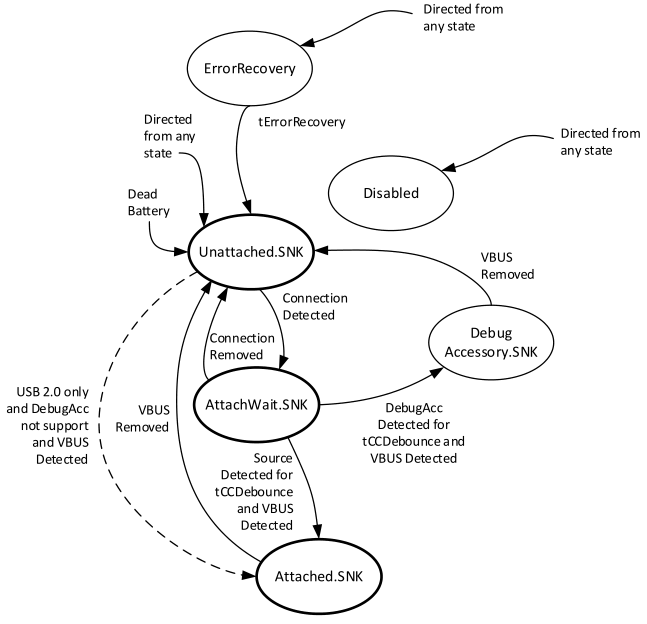 Directed from
any state
ErrorRecovery
tErrorRecovery
Directed
from any
state
Directed from
any state
Disabled
Dead
Battery
Unattached.SNK
VBUS
Removed
Connection
Detected
Connection
Removed
Debug
Accessory.SNK
USB 2.0 only
and DebugAcc
not support
and VBUS
Detected
VBUS
Removed
AttachWait.SNK
DebugAcc
Detected for
tCCDebounce and
VBUS Detected
Source
Detected for
tCCDebounce
and VBUS
Detected
Attached.SNK